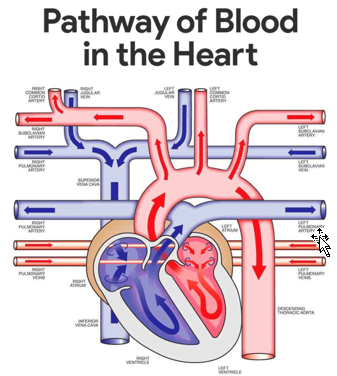 Pathway of Blood
in the Heart
RIGHT
COMMON
CORTID
ARTERY
RIGHT
JUGULAR
VEIN
LEFT
JUGULAR
VEIN
LEFT
COMMON
CORTID
ARTERY
RIGHT
SUBCLAVIAN
ARTERY
LEFT
SUBCLAVIAN
ARTERY
RIGHT
PULMONARY
ARTERY
LEFT
SUBCLAVIAN
VEIN
SUPERIOR
VENA CAVA
RIGHT
PULMONARY
ARTERY
LEFT
ATRIUM
LEFT
PULMONARY
ARTERY
RIGHT
PULMONARY
VEINS
LEFT
PULMONARY
VEINS
RIGHT
ATRIUM
DESCENDING
THORACIC AORTA
INFERIOR
VENA CAVA
RIGHT
VENTRICLE
LEFT
VENTRICLE